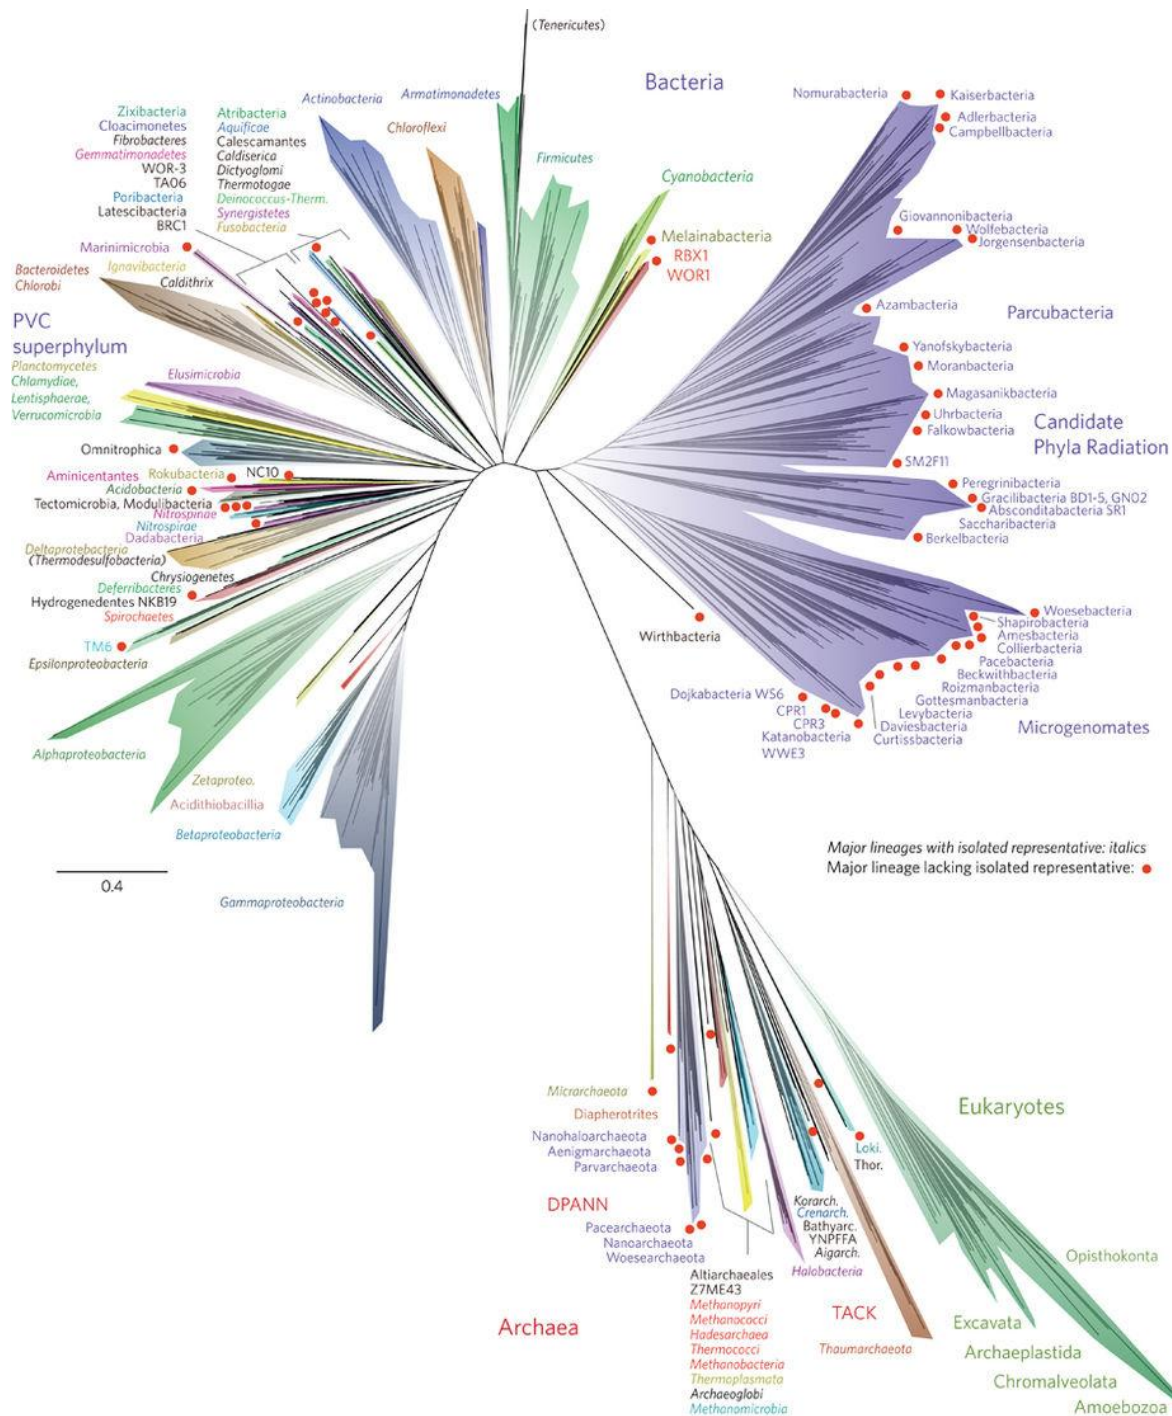 (Tenericutes)
Bacteria
Nomurabacteria
Kaiserbacteria
Adlerbacteria
Campbellbacteria
Armatimonadetes
Actinobacteria
Zixibacteria
Cloacimonetes
Fibrobacteres
Gemmatimonadetes
WOR-3
TA06
Poribacteria
Latescibacteria
BRC1
Atribacteria
Aquificae
Calescamantes
Caldiserica
Dictyoglomi
Thermotogae
Deinococcus-Therm.
Synergistetes
Fusobacteria
Chloroflexi
Firmicutes
Cyanobacteria
Melainabacteria
RBX1
WOR1
Giovannonibacteria
Wolfebacteria
Jorgensenbacteria
Marinimicrobia
Bacteroidetes
Chlorobi
Ignavibacteria
Caldithrix
Azambacteria
Parcubacteria
PVC
superphylum
Planctomycetes
Chlamydiae,
Lentisphaerae,
Verrucomicrobia
Elusimicrobia
Yanofskybacteria
Moranbacteria
Magasanikbacteria
Uhrbacteria
Falkowbacteria
Candidate
Phyla Radiation
SM2F11
Omnitrophica
Aminicentantes
Rokubacteria
NC10
Acidobacteria
Tectomicrobia, Modulibacteria
Nitrospinae
Nitrospirae
Dadabacteria
Deltaprotebacteria
(Thermodesulfobacteria)
Chrysiogenetes
Deferribacteres
Hydrogenedentes NKB19
Spirochaetes
TM6
Epsilonproteobacteria
Peregrinibacteria
Gracilibacteria BD1-5, GN02
Absconditabacteria SR1
Saccharibacteria
Berkelbacteria
Wirthbacteria
Woesebacteria
Shapirobacteria
Amesbacteria
Collierbacteria
Pacebacteria
Beckwithbacteria
Roizmanbacteria
Gottesmanbacteria
Levybacteria
Daviesbacteria
Curtissbacteria
Microgenomates
Dojkabacteria WS6
CPR1
CPR3
Katanobacteria
WWE3
Alphaproteobacteria
Zetaproteo.
Acidithiobacillia
Betaproteobacteria
Gammaproteobacteria
0.4
Major lineages with isolated representative: italics
Major lineage lacking isolated representative:
Micrarchaeota
Diapherotrites
Nanohaloarchaeota
Aenigmarchaeota
Parvarchaeota
DPANN
Pacearchaeota
Nanoarchaeota
Woesearchaeota
Archaea
Altiarchaeales
Z7ME43
Methanopyri
Methanococci
Hadesarchaea
Thermococci
Methanobacteria
Thermoplasmata
Archaeoglobi
Methanomicrobia
Halobacteria
Korarch.
Crenarch.
Bathyarc.
YNPFFA
Aigarch.
Loki.
Thor.
TACK
Thaumarchaeota
Eukaryotes
Opisthokonta
Excavata
Archaeplastida
Chromalveolata
Amoebozoa